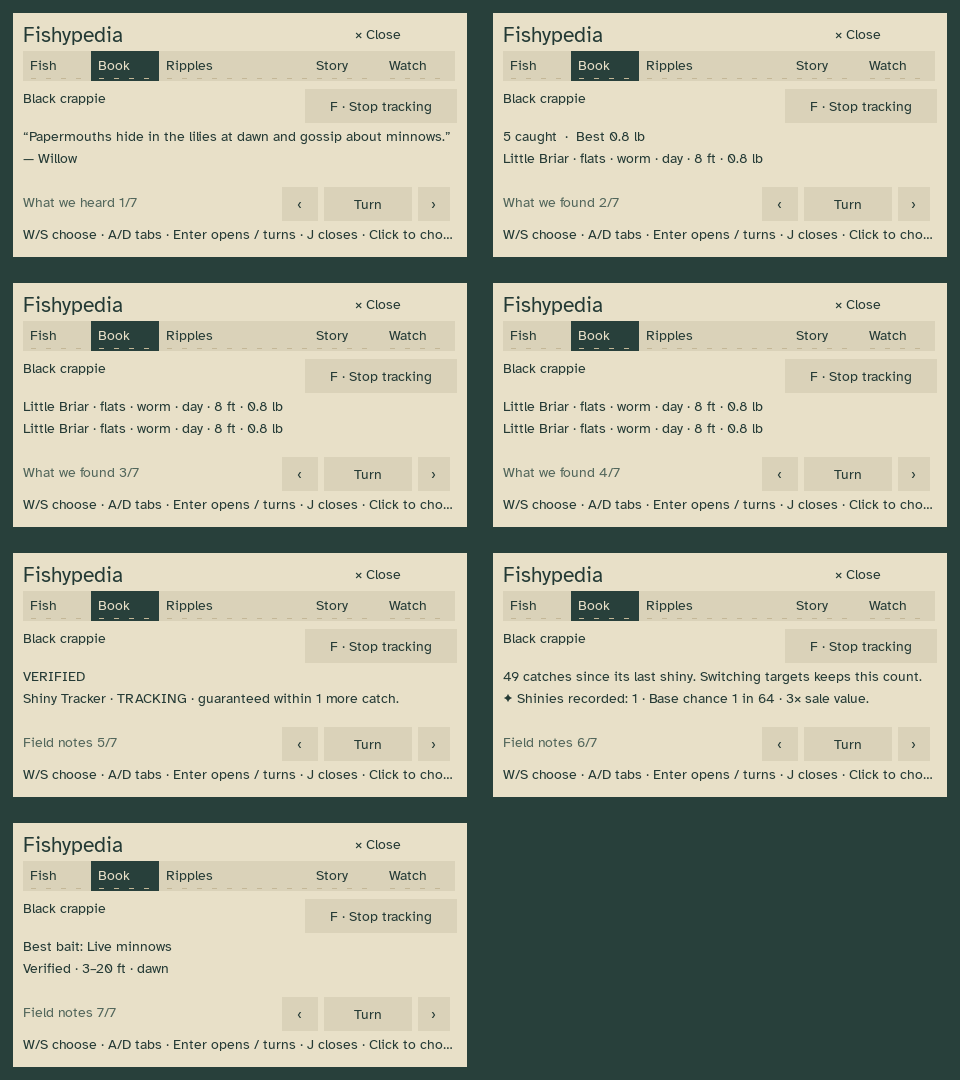 Fishypedia
× Close
Fish Book Ripples Story Watch
Black crappie
F · Stop tracking
“Papermouths hide in the lilies at dawn and gossip about minnows.”
— Willow
What we heard 1/7
‹ Turn ›
W/S choose · A/D tabs · Enter opens / turns · J closes · Click to cho...
Fishypedia
× Close
Fish Book Ripples Story Watch
Black crappie
F · Stop tracking
5 caught · Best 0.8 lb
Little Briar · flats · worm · day · 8 ft · 0.8 lb
What we found 2/7
‹ Turn ›
W/S choose · A/D tabs · Enter opens / turns · J closes · Click to cho...
Fishypedia
× Close
Fish Book Ripples Story Watch
Black crappie
F · Stop tracking
Little Briar · flats · worm · day · 8 ft · 0.8 lb
Little Briar · flats · worm · day · 8 ft · 0.8 lb
What we found 3/7
‹ Turn ›
W/S choose · A/D tabs · Enter opens / turns · J closes · Click to cho...
Fishypedia
× Close
Fish Book Ripples Story Watch
Black crappie
F · Stop tracking
Little Briar · flats · worm · day · 8 ft · 0.8 lb
Little Briar · flats · worm · day · 8 ft · 0.8 lb
What we found 4/7
‹ Turn ›
W/S choose · A/D tabs · Enter opens / turns · J closes · Click to cho...
Fishypedia
× Close
Fish Book Ripples Story Watch
Black crappie
F · Stop tracking
VERIFIED
Shiny Tracker · TRACKING · guaranteed within 1 more catch.
Field notes 5/7
‹ Turn ›
W/S choose · A/D tabs · Enter opens / turns · J closes · Click to cho...
Fishypedia
× Close
Fish Book Ripples Story Watch
Black crappie
F · Stop tracking
49 catches since its last shiny. Switching targets keeps this count.
✦ Shinies recorded: 1 · Base chance 1 in 64 · 3× sale value.
Field notes 6/7
‹ Turn ›
W/S choose · A/D tabs · Enter opens / turns · J closes · Click to cho...
Fishypedia
× Close
Fish Book Ripples Story Watch
Black crappie
F · Stop tracking
Best bait: Live minnows
Verified · 3–20 ft · dawn
Field notes 7/7
‹ Turn ›
W/S choose · A/D tabs · Enter opens / turns · J closes · Click to cho...